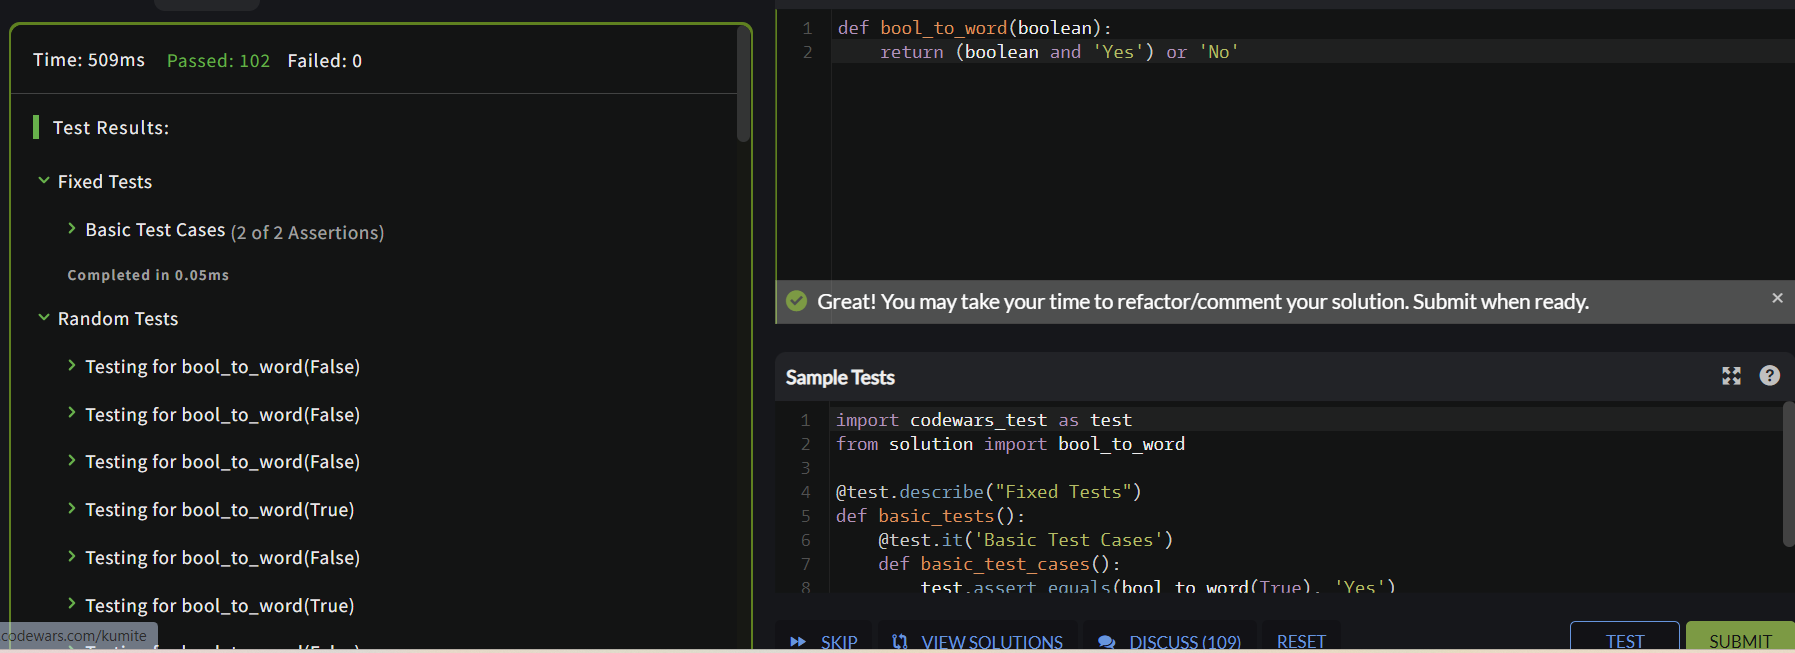 Time: 509ms Passed: 102 Failed: 0
Test Results:
Fixed Tests
Basic Test Cases (2 of 2 Assertions)
Completed in 0.05ms
Random Tests
Testing for bool_to_word(False)
Testing for bool_to_word(False)
Testing for bool_to_word(False)
Testing for bool_to_word(True)
Testing for bool_to_word(False)
Testing for bool_to_word(True)
.codewars.com/kumite
1 def bool_to_word(boolean):
2     return (boolean and 'Yes') or 'No'
Great! You may take your time to refactor/comment your solution. Submit when ready.
Sample Tests
1 import codewars_test as test
2 from solution import bool_to_word
3
4 @test.describe("Fixed Tests")
5 def basic_tests():
6     @test.it('Basic Test Cases')
7     def basic_test_cases():
8         test.assert_equals(bool_to_word(True), 'Yes')
SKIP VIEW SOLUTIONS DISCUSS (109) RESET TEST SUBMIT